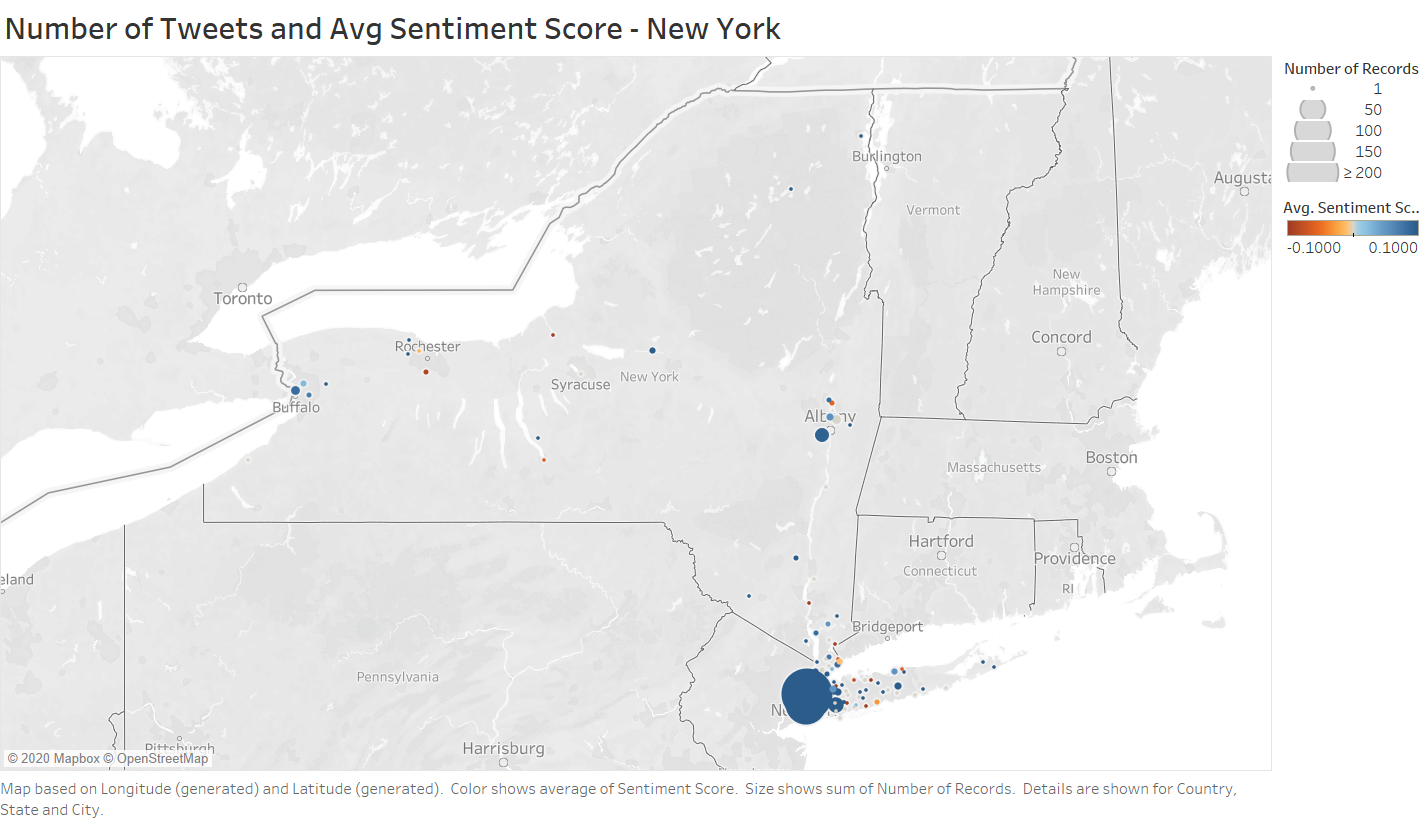 Number of Tweets and Avg Sentiment Score - New York
Number of Records
1
50
100
150
≥ 200
Avg. Sentiment Sc..
-0.1000 0.1000
Burlington
Augusta
Vermont
New
Hampshire
Toronto
Concord
Rochester
Syracuse
New York
Buffalo
Albany
Boston
Massachusetts
Hartford
Providence
Connecticut
eland
RI
Bridgeport
Pennsylvania
Pittsburgh
Harrisburg
© 2020 Mapbox © OpenStreetMap
Map based on Longitude (generated) and Latitude (generated). Color shows average of Sentiment Score. Size shows sum of Number of Records. Details are shown for Country,
State and City.